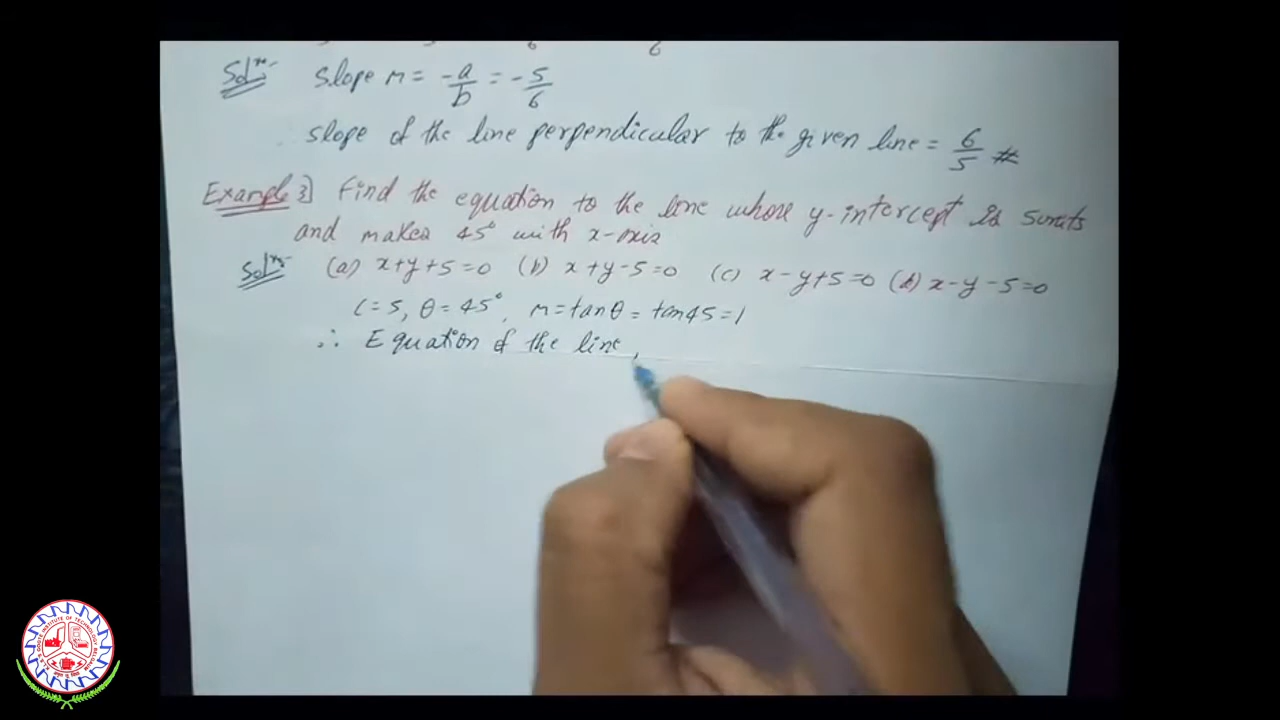 Solⁿ:- slope m = -a/b = -5/6
slope of the line perpendicular to the given line = 6/5 #
Example 3] Find the equation to the line whose y-intercept is 5units
and makes 45° with x-axis
Solⁿ:- (a) x+y+5=0 (b) x+y-5=0 (c) x-y+5=0 (d) x-y-5=0
c=5, θ=45°, m=tanθ=tan45=1
∴ Equation of the line,